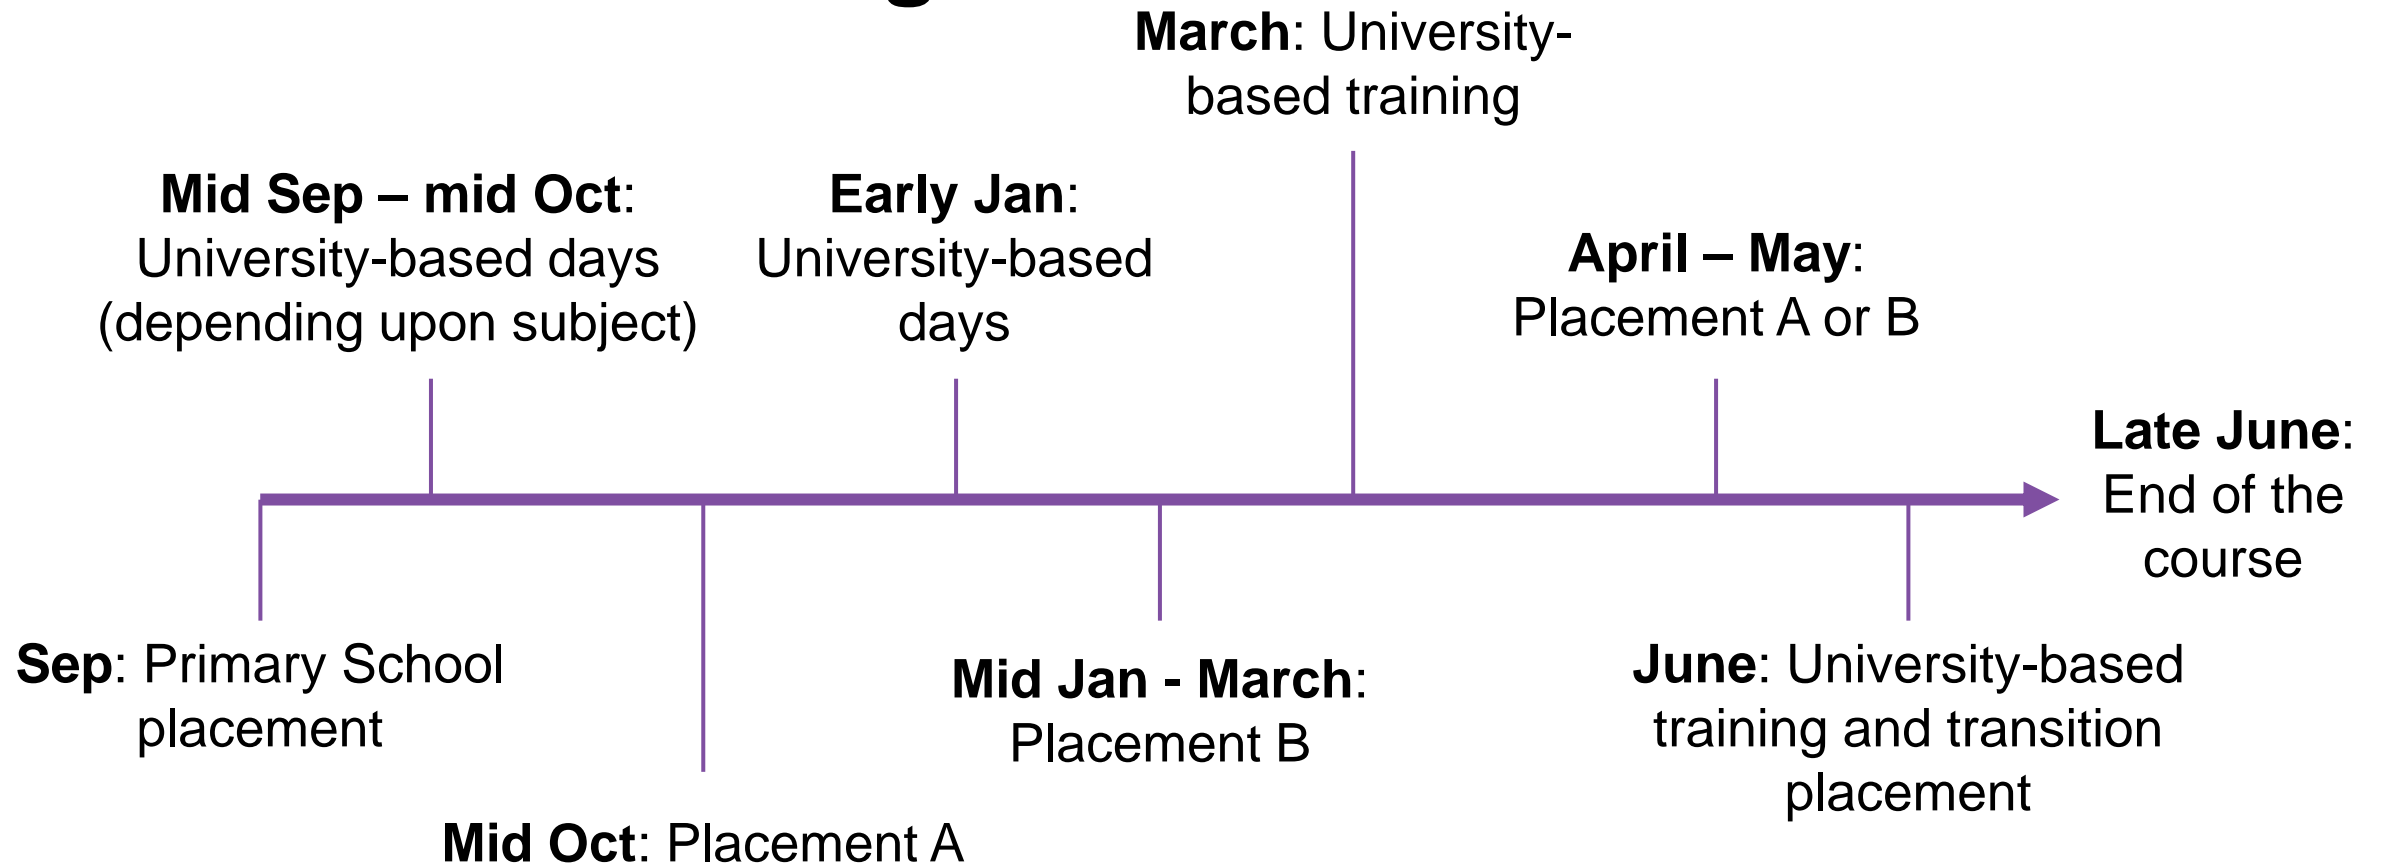 March: University-
based training
Mid Sep – mid Oct:
University-based days
(depending upon subject)
Early Jan:
University-based
days
April – May:
Placement A or B
Late June:
End of the
course
Sep: Primary School
placement
Mid Oct: Placement A
Mid Jan - March:
Placement B
June: University-based
training and transition
placement